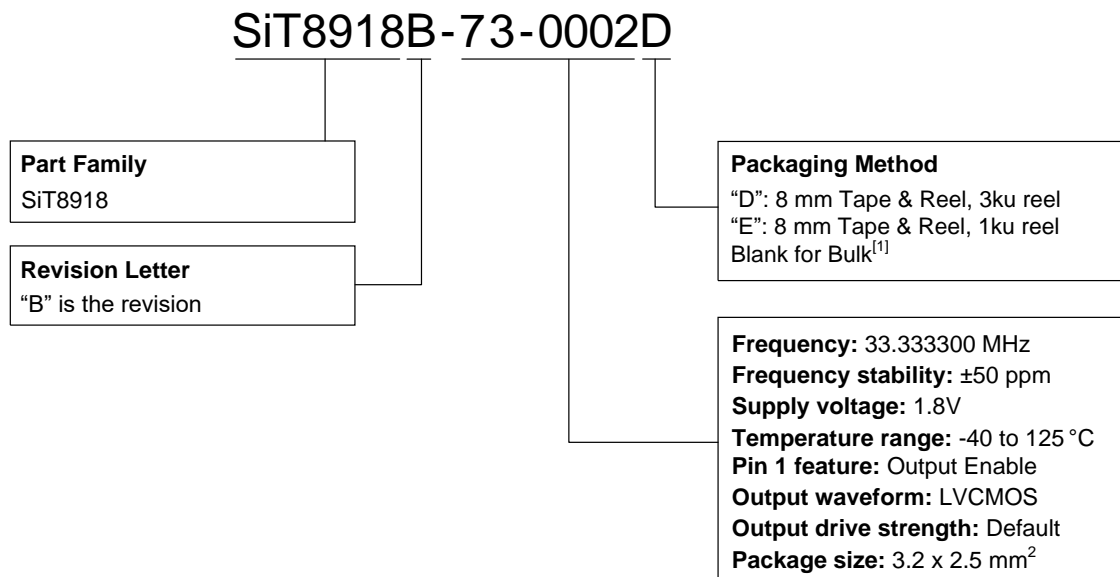 SiT8918B-73-0002D
Part Family
SiT8918
Revision Letter
“B” is the revision
Packaging Method
“D”: 8 mm Tape & Reel, 3ku reel
“E”: 8 mm Tape & Reel, 1ku reel
Blank for Bulk[1]
Frequency: 33.333300 MHz
Frequency stability: ±50 ppm
Supply voltage: 1.8V
Temperature range: -40 to 125 °C
Pin 1 feature: Output Enable
Output waveform: LVCMOS
Output drive strength: Default
Package size: 3.2 x 2.5 mm²